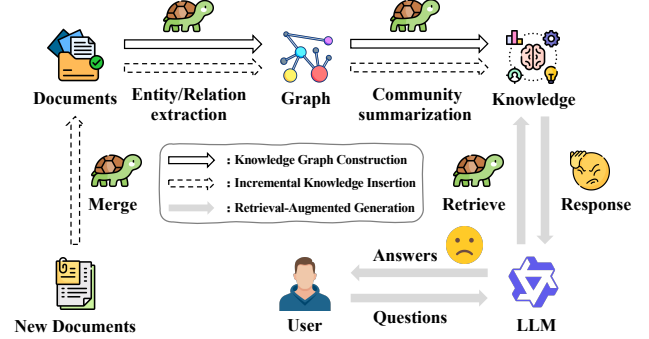 Documents
Entity/Relation
extraction
Graph
Community
summarization
Knowledge
: Knowledge Graph Construction
: Incremental Knowledge Insertion
: Retrieval-Augmented Generation
Merge
Retrieve
Response
Answers
New Documents
User
Questions
LLM